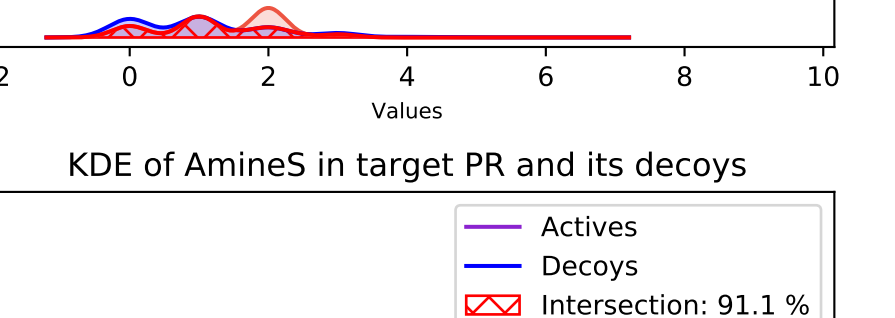 2 0 2 4 6 8 10
Values
KDE of AmineS in target PR and its decoys
Actives
Decoys
Intersection: 91.1 %